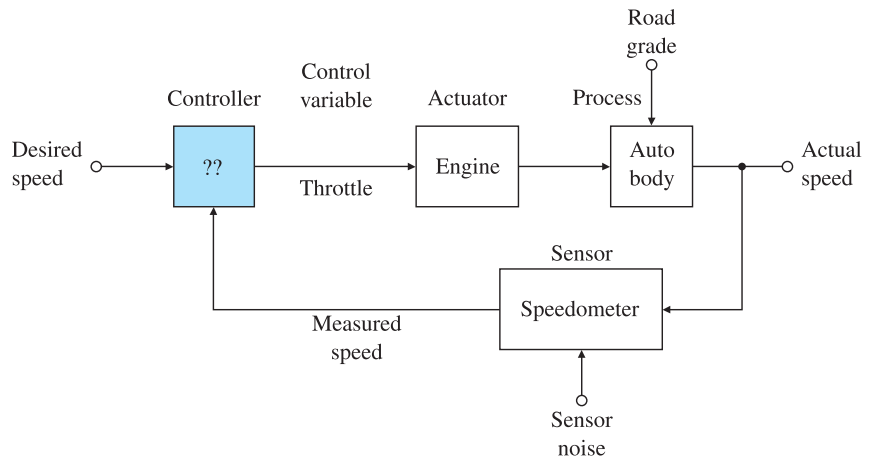 Road
grade
Control
variable
Controller
Actuator
Process
Desired
speed
??
Throttle
Engine
Auto
body
Actual
speed
Sensor
Speedometer
Measured
speed
Sensor
noise